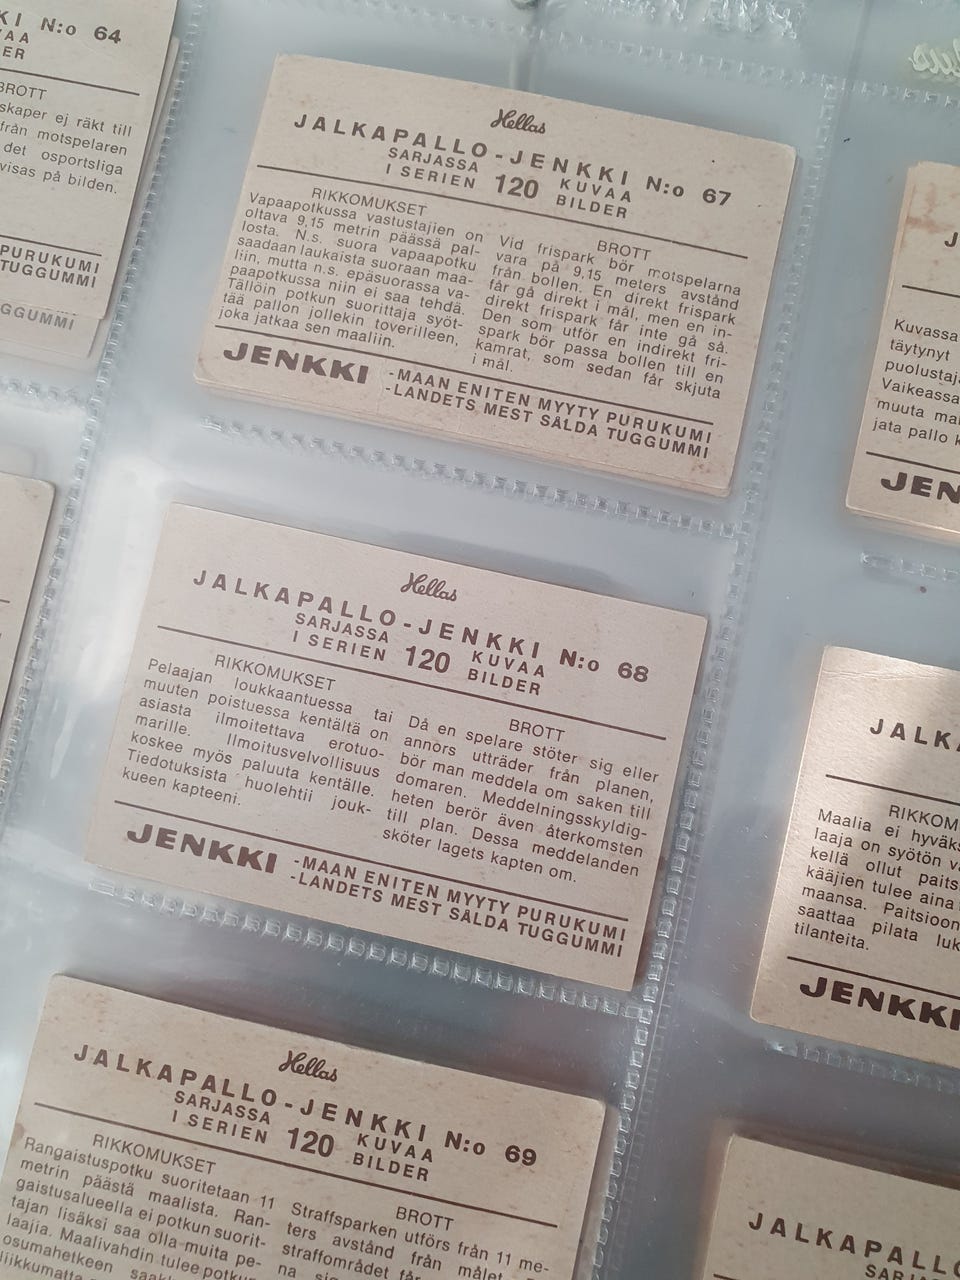 KI N:o 64
BROTT
skaper ej räkt till
från motspelaren
det osportsliga
visas på bilden.
PURUKUMI
TUGGUMMI
GGUMMI
Hellas
JALKAPALLO-JENKKI N:o 67
SARJASSA 120 KUVAA
I SERIEN BILDER
RIKKOMUKSET
Vapaapotkussa vastustajien on
oltava 9,15 metrin päässä pal-
losta. N.s. suora vapaapotku
saadaan laukaista suoraan maa-
liin, mutta n.s. epäsuorassa va-
paapotkussa niin ei saa tehdä.
Tällöin potkun suorittaja syöt-
tää pallon jollekin toverilleen,
joka jatkaa sen maaliin.
BROTT
Vid frispark bör motspelarna
vara på 9,15 meters avstånd
från bollen. En direkt frispark
får gå direkt i mål, men en in-
direkt frispark får inte gå så.
Den som utför en indirekt fri-
spark bör passa bollen till en
kamrat, som sedan får skjuta
i mål.
JENKKI -MAAN ENITEN MYYTY PURUKUMI
-LANDETS MEST SÅLDA TUGGUMMI
Hellas
JALKAPALLO-JENKKI N:o 68
SARJASSA 120 KUVAA
I SERIEN BILDER
RIKKOMUKSET
Pelaajan loukkaantuessa tai
muuten poistuessa kentältä on
asiasta ilmoitettava erotuo-
marille. Ilmoitusvelvollisuus
koskee myös paluuta kentälle.
Tiedotuksista huolehtii jouk-
kueen kapteeni.
BROTT
Då en spelare stöter sig eller
annors utträder från planen,
bör man meddela om saken till
domaren. Meddelningsskyldig-
heten berör även återkomsten
till plan. Dessa meddelanden
sköter lagets kapten om.
JENKKI -MAAN ENITEN MYYTY PURUKUMI
-LANDETS MEST SÅLDA TUGGUMMI
Hellas
JALKAPALLO-JENKKI N:o 69
SARJASSA 120 KUVAA
I SERIEN BILDER
RIKKOMUKSET
Rangaistuspotku suoritetaan 11
metrin päästä maalista. Ran-
gaistusalueella ei potkun suorit-
tajan lisäksi saa olla muita pe-
laajia. Maalivahdin tulee potkun
osumahetkeen
liikkumatta
BROTT
Straffsparken utförs från 11 me-
ters avstånd från målet.
straffområdet får
Kuvassa
täytynyt
puolustaj
Vaikeassa
muuta
jata pallo
JENK
JALKA
RIKKOM
Maalia ei hyväks
laaja on syötön
kellä ollut paits
kääjien tulee aina
maansa. Paitsioon
saattaa pilata luk
tilanteita.
JENKKI
JALKAPALLO
SARJ